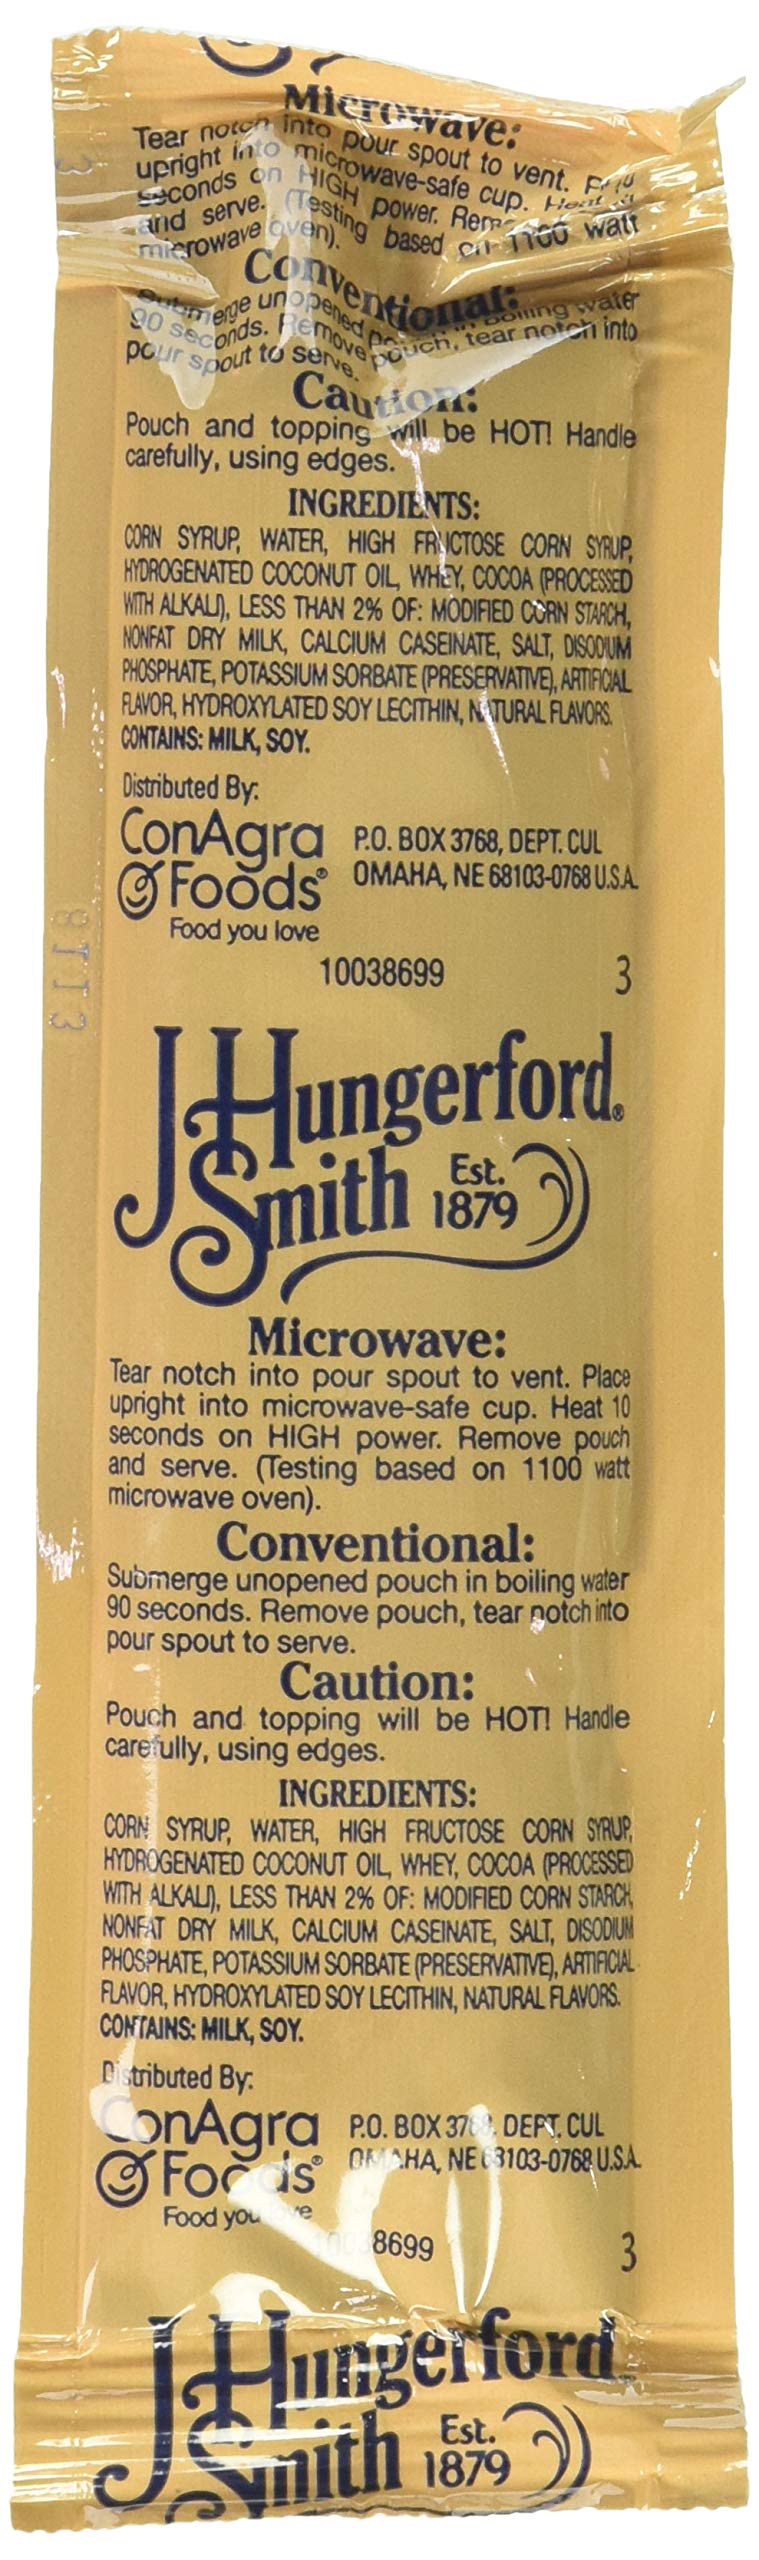 Microwave:
Tear notch into pour spout to vent.
upright into microwave-safe cup. Heat
seconds on HIGH power.
and serve. (Testing based on 1100 watt
microwave oven).
Conventional:
Submerge unopened in boiling water
90 seconds. Remove pouch, tear notch into
pour spout to serve.
Caution:
Pouch and topping will be HOT! Handle
carefully, using edges.
INGREDIENTS:
CORN SYRUP, WATER, HIGH FRUCTOSE CORN SYRUP,
HYDROGENATED COCONUT OIL, WHEY, COCOA (PROCESSED
WITH ALKALI), LESS THAN 2% OF: MODIFIED CORN STARCH,
NONFAT DRY MILK, CALCIUM CASEINATE, SALT, DISODIUM
PHOSPHATE, POTASSIUM SORBATE (PRESERVATIVE), ARTIFICIAL
FLAVOR, HYDROXYLATED SOY LECITHIN, NATURAL FLAVORS.
CONTAINS: MILK, SOY.
Distributed By:
ConAgra P.O. BOX 3768, DEPT. CUL
Foods® OMAHA, NE 68103-0768 U.S.A.
Food you love
10038699 3
8113
J Hungerford®
Smith Est.
1879
Microwave:
Tear notch into pour spout to vent. Place
upright into microwave-safe cup. Heat 10
seconds on HIGH power. Remove pouch
and serve. (Testing based on 1100 watt
microwave oven).
Conventional:
Submerge unopened pouch in boiling water
90 seconds. Remove pouch, tear notch into
pour spout to serve.
Caution:
Pouch and topping will be HOT! Handle
carefully, using edges.
INGREDIENTS:
CORN SYRUP, WATER, HIGH FRUCTOSE CORN SYRUP,
HYDROGENATED COCONUT OIL, WHEY, COCOA (PROCESSED
WITH ALKALI), LESS THAN 2% OF: MODIFIED CORN STARCH,
NONFAT DRY MILK, CALCIUM CASEINATE, SALT, DISODIUM
PHOSPHATE, POTASSIUM SORBATE (PRESERVATIVE), ARTIFICIAL
FLAVOR, HYDROXYLATED SOY LECITHIN, NATURAL FLAVORS.
CONTAINS: MILK, SOY.
Distributed By:
ConAgra P.O. BOX 3768, DEPT. CUL
Foods® OMAHA, NE 68103-0768 U.S.A.
Food you love
10038699 3
J Hungerford
Smith Est.
1879